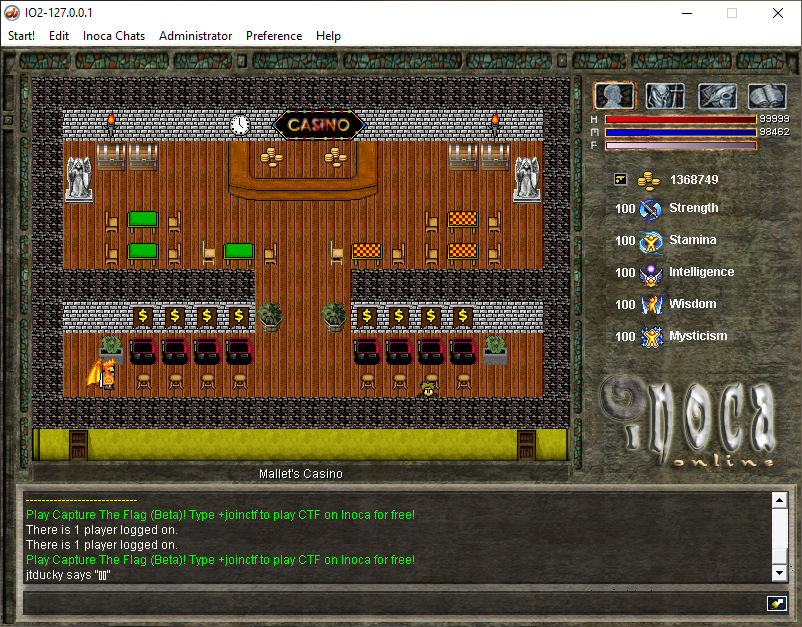 IO2-127.0.0.1
Start! Edit Inoca Chats Administrator Preference Help
CASINO
H 99999
M 98462
F
1368749
100 Strength
100 Stamina
100 Intelligence
100 Wisdom
100 Mysticism
$ $ $ $ $ $ $ $
inoca
online
Mallet's Casino
----------------------------
Play Capture The Flag (Beta)! Type +joinctf to play CTF on Inoca for free!
There is 1 player logged on.
There is 1 player logged on.
Play Capture The Flag (Beta)! Type +joinctf to play CTF on Inoca for free!
jtducky says "▯▯"